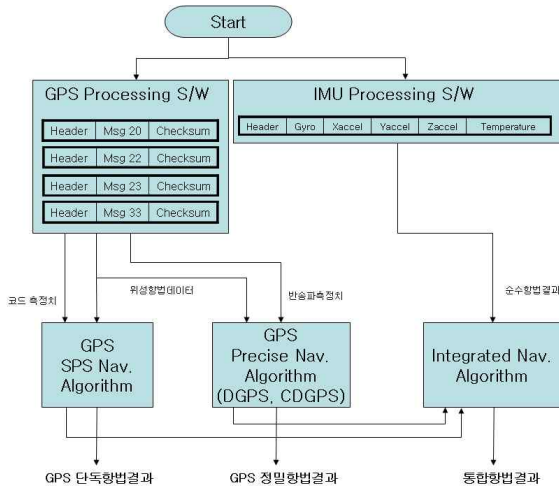 Start
GPS Processing S/W
Header Msg 20 Checksum
Header Msg 22 Checksum
Header Msg 23 Checksum
Header Msg 33 Checksum
IMU Processing S/W
Header Gyro Xaccel Yaccel Zaccel Temperature
코드 측정치
위성항법데이터
반송파측정치
순수항법결과
GPS
SPS Nav.
Algorithm
GPS
Precise Nav.
Algorithm
(DGPS, CDGPS)
Integrated Nav.
Algorithm
GPS 단독항법결과
GPS 정밀항법결과
통합항법결과